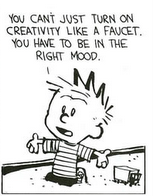 YOU CAN'T JUST TURN ON
CREATIVITY LIKE A FAUCET.
YOU HAVE TO BE IN THE
RIGHT MOOD.